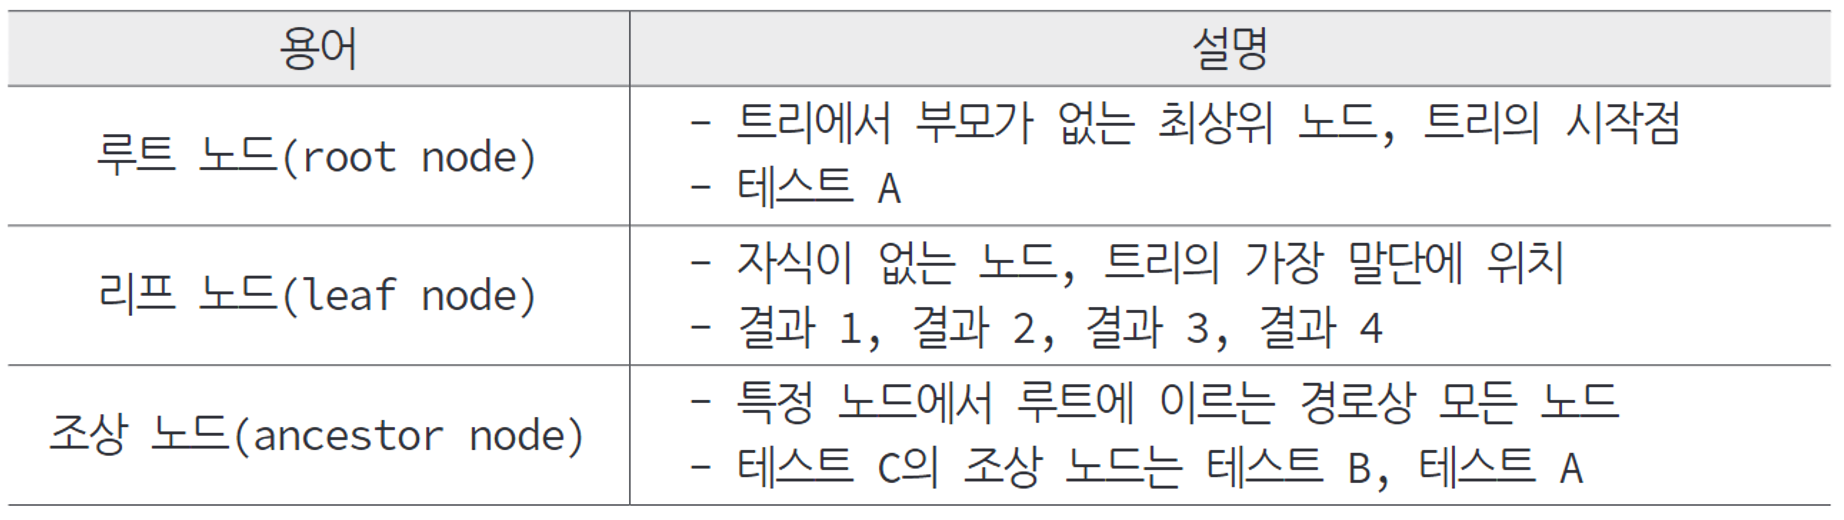 용어
설명
루트 노드(root node)
- 트리에서 부모가 없는 최상위 노드, 트리의 시작점
- 테스트 A
리프 노드(leaf node)
- 자식이 없는 노드, 트리의 가장 말단에 위치
- 결과 1, 결과 2, 결과 3, 결과 4
조상 노드(ancestor node)
- 특정 노드에서 루트에 이르는 경로상 모든 노드
- 테스트 C의 조상 노드는 테스트 B, 테스트 A